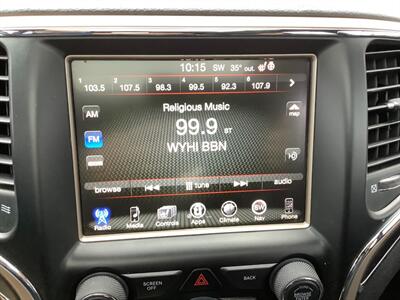 10:15 SW 35° out.
1 2 3 4 5 6
103.5 107.5 98.3 99.5 92.3 107.9
Religious Music
AM
99.9 ST
map
FM
WYHI BBN
browse tune audio
Radio Media Controls Apps Climate SW Nav Phone
SCREEN OFF BACK